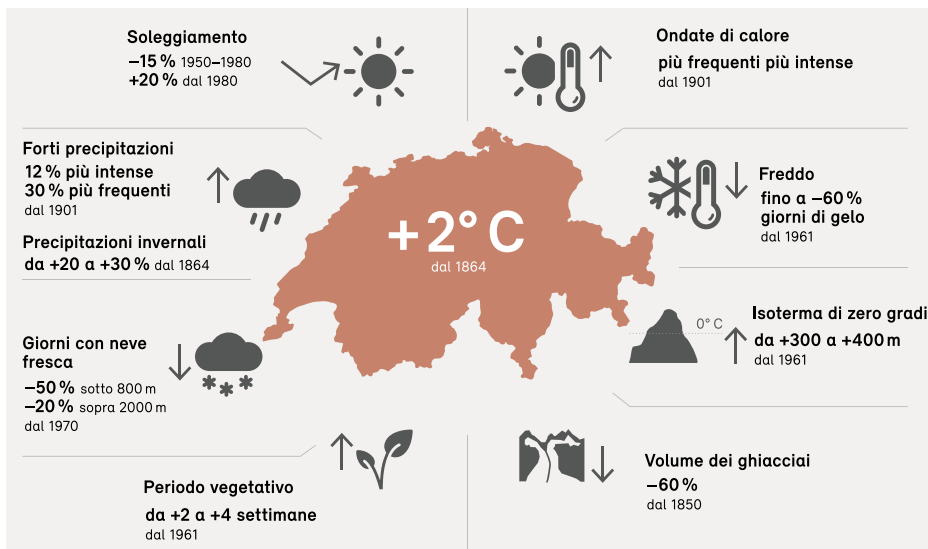 Soleggiamento
–15 % 1950–1980
+20 % dal 1980
Ondate di calore
più frequenti più intense
dal 1901
Forti precipitazioni
12 % più intense
30 % più frequenti
dal 1901
Precipitazioni invernali
da +20 a +30 % dal 1864
+ 2° C
dal 1864
Freddo
fino a –60 %
giorni di gelo
dal 1961
0° C
Isoterma di zero gradi
da +300 a +400 m
dal 1961
Giorni con neve
fresca
–50 % sotto 800 m
–20 % sopra 2000 m
dal 1970
Periodo vegetativo
da +2 a +4 settimane
dal 1961
Volume dei ghiacciai
–60 %
dal 1850